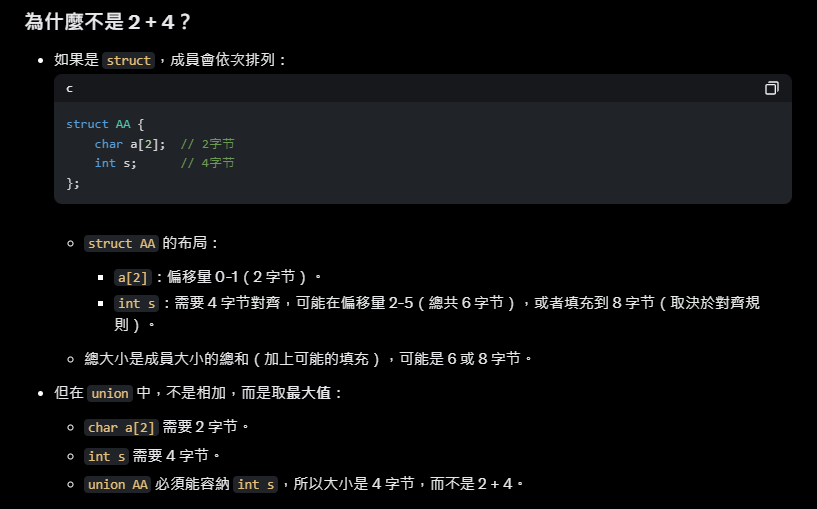 為什麼不是 2 + 4？
如果是 struct，成員會依次排列：
c
struct AA {
char a[2];  // 2字节
int s;      // 4字节
};
struct AA 的布局：
a[2]：偏移量 0-1（2 字节）。
int s：需要 4 字节對齊，可能在偏移量 2-5（總共 6 字节），或者填充到 8 字节（取決於對齊規
則）。
總大小是成員大小的總和（加上可能的填充），可能是 6 或 8 字节。
但在 union 中，不是相加，而是取最大值：
char a[2] 需要 2 字节。
int s 需要 4 字节。
union AA 必須能容納 int s，所以大小是 4 字节，而不是 2 + 4。